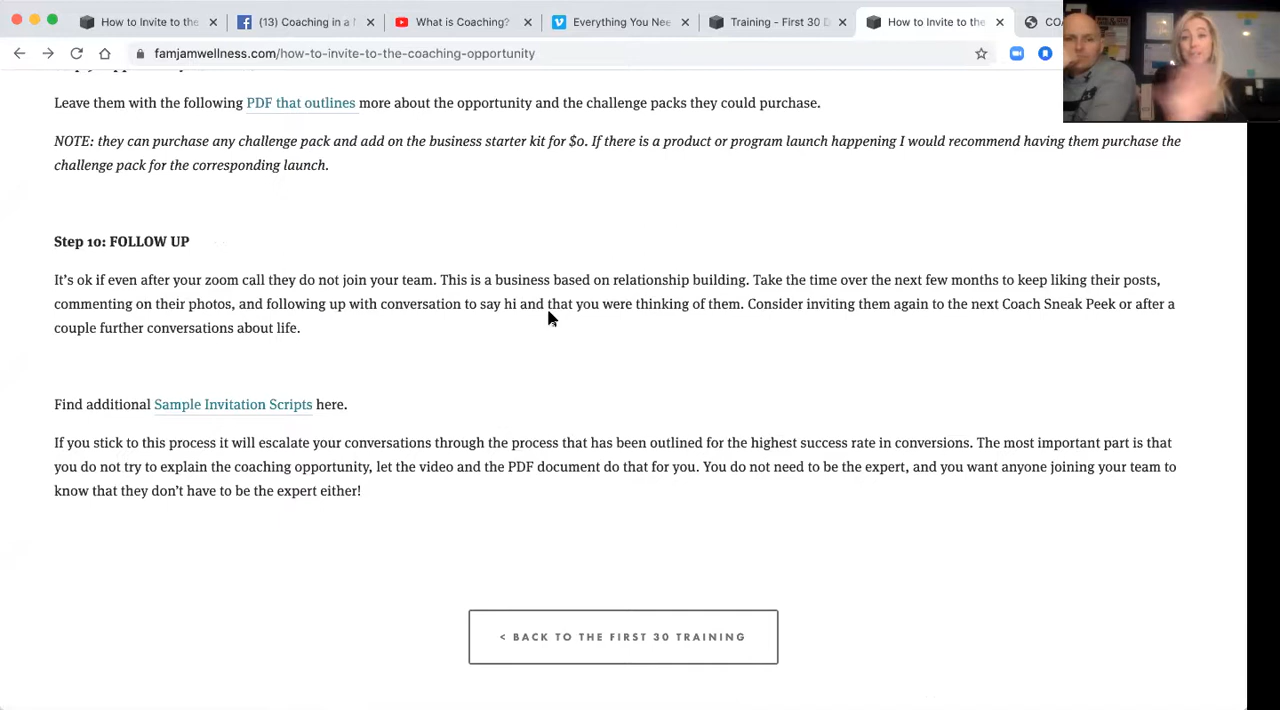 How to Invite to the
(13) Coaching in a
What is Coaching?
Everything You Nee
Training - First 30 D
How to Invite to the
famjamwellness.com/how-to-invite-to-the-coaching-opportunity
Leave them with the following PDF that outlines more about the opportunity and the challenge packs they could purchase.
NOTE: they can purchase any challenge pack and add on the business starter kit for $0. If there is a product or program launch happening I would recommend having them purchase the
challenge pack for the corresponding launch.
Step 10: FOLLOW UP
It's ok if even after your zoom call they do not join your team. This is a business based on relationship building. Take the time over the next few months to keep liking their posts,
commenting on their photos, and following up with conversation to say hi and that you were thinking of them. Consider inviting them again to the next Coach Sneak Peek or after a
couple further conversations about life.
Find additional Sample Invitation Scripts here.
If you stick to this process it will escalate your conversations through the process that has been outlined for the highest success rate in conversions. The most important part is that
you do not try to explain the coaching opportunity, let the video and the PDF document do that for you. You do not need to be the expert, and you want anyone joining your team to
know that they don't have to be the expert either!
< BACK TO THE FIRST 30 TRAINING